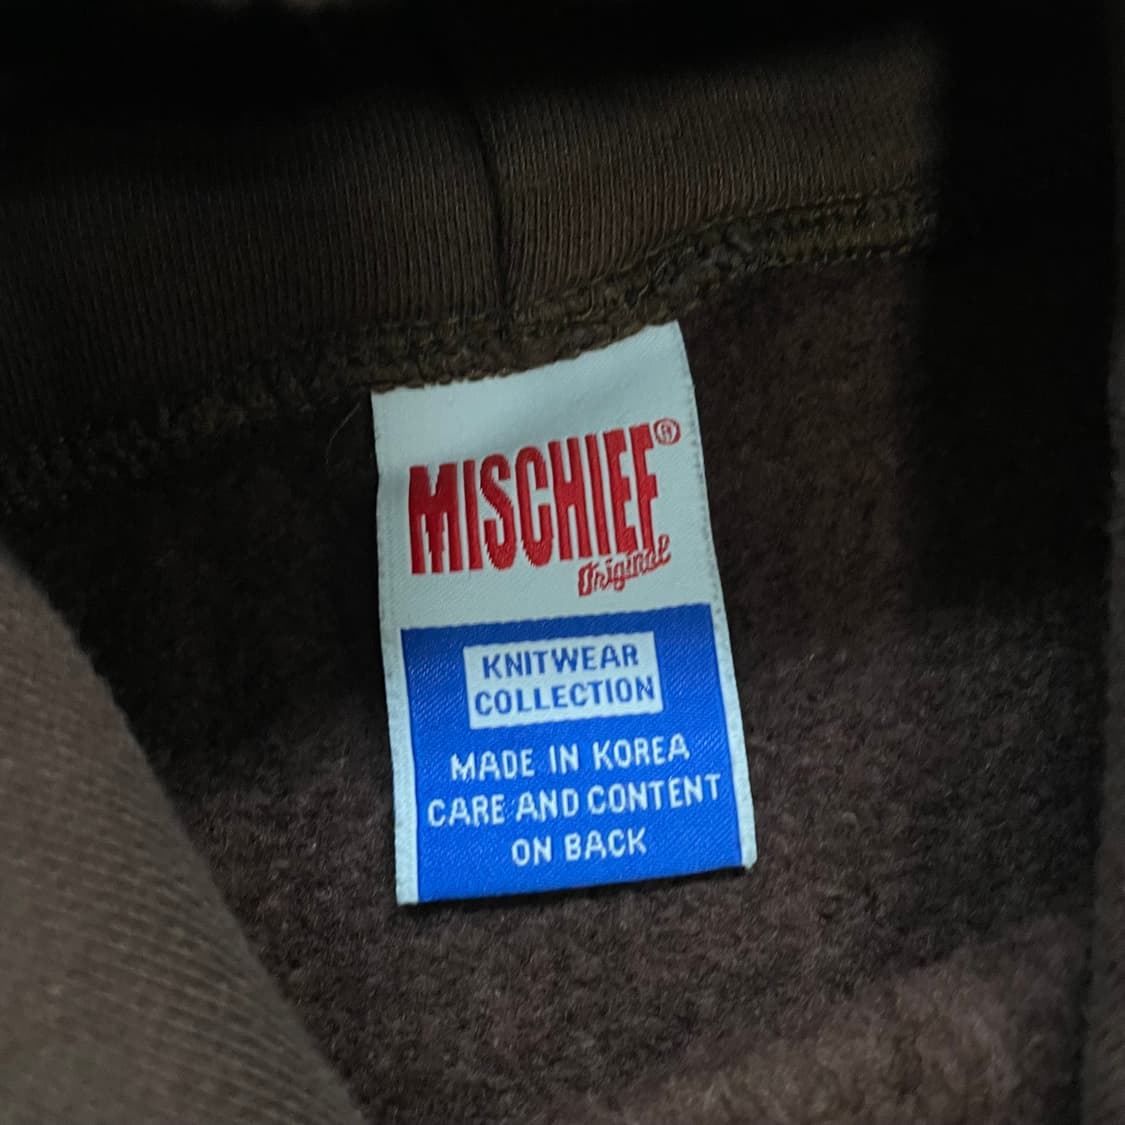 MISCHIEF®
Original
KNITWEAR
COLLECTION
MADE IN KOREA
CARE AND CONTENT
ON BACK